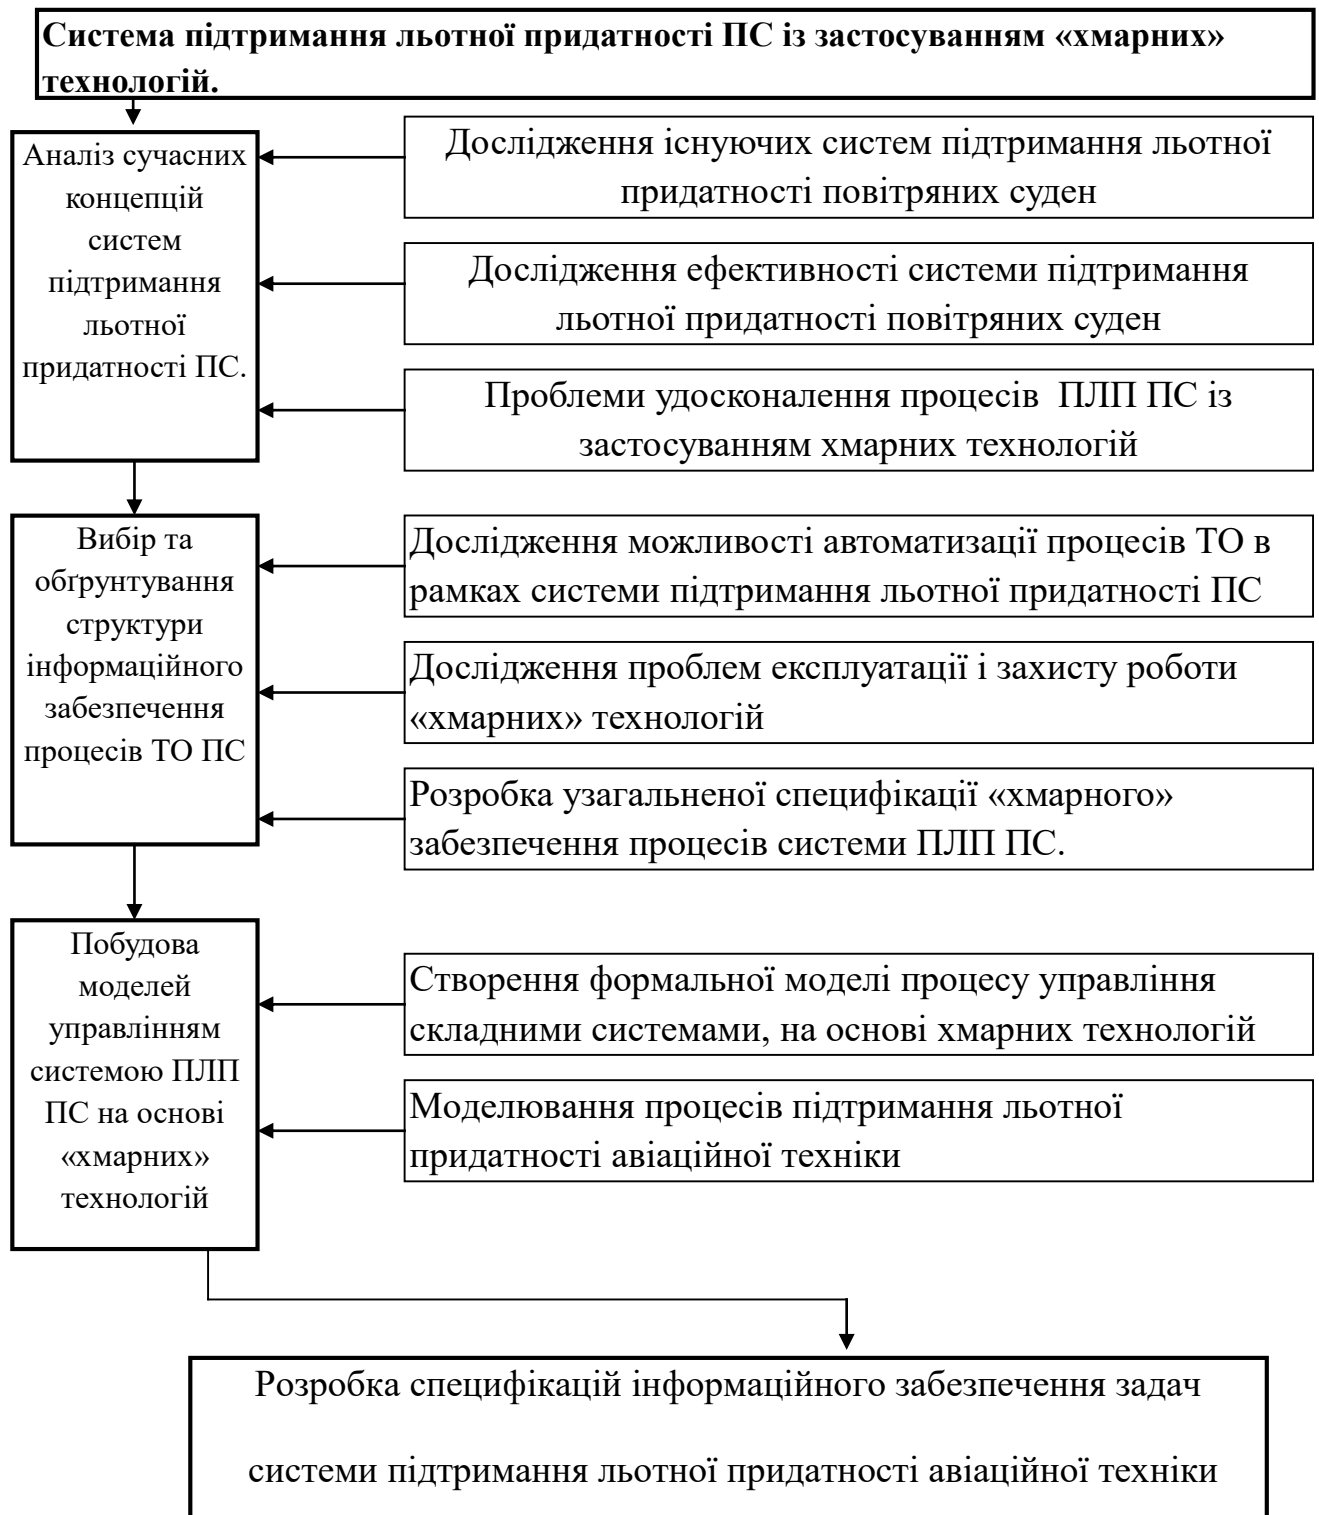 Система підтримання льотної придатності ПС із застосуванням «хмарних»
технологій.
Аналіз сучасних
концепцій
систем
підтримання
льотної
придатності ПС.
Дослідження існуючих систем підтримання льотної
придатності повітряних суден
Дослідження ефективності системи підтримання
льотної придатності повітряних суден
Проблеми удосконалення процесів  ПЛП ПС із
застосуванням хмарних технологій
Вибір та
обґрунтування
структури
інформаційного
забезпечення
процесів ТО ПС
Дослідження можливості автоматизації процесів ТО в
рамках системи підтримання льотної придатності ПС
Дослідження проблем експлуатації і захисту роботи
«хмарних» технологій
Розробка узагальненої специфікації «хмарного»
забезпечення процесів системи ПЛП ПС.
Побудова
моделей
управлінням
системою ПЛП
ПС на основі
«хмарних»
технологій
Створення формальної моделі процесу управління
складними системами, на основі хмарних технологій
Моделювання процесів підтримання льотної
придатності авіаційної техніки
Розробка специфікацій інформаційного забезпечення задач
системи підтримання льотної придатності авіаційної техніки